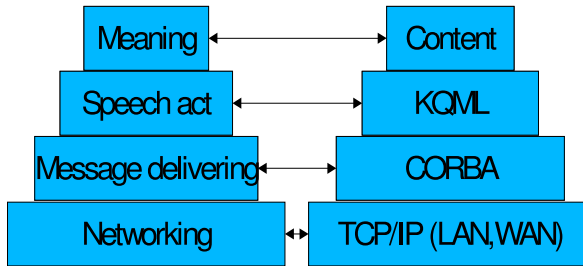 Meaning
Content
Speech act
KQML
Message delivering
CORBA
Networking
TCP/IP (LAN,WAN)